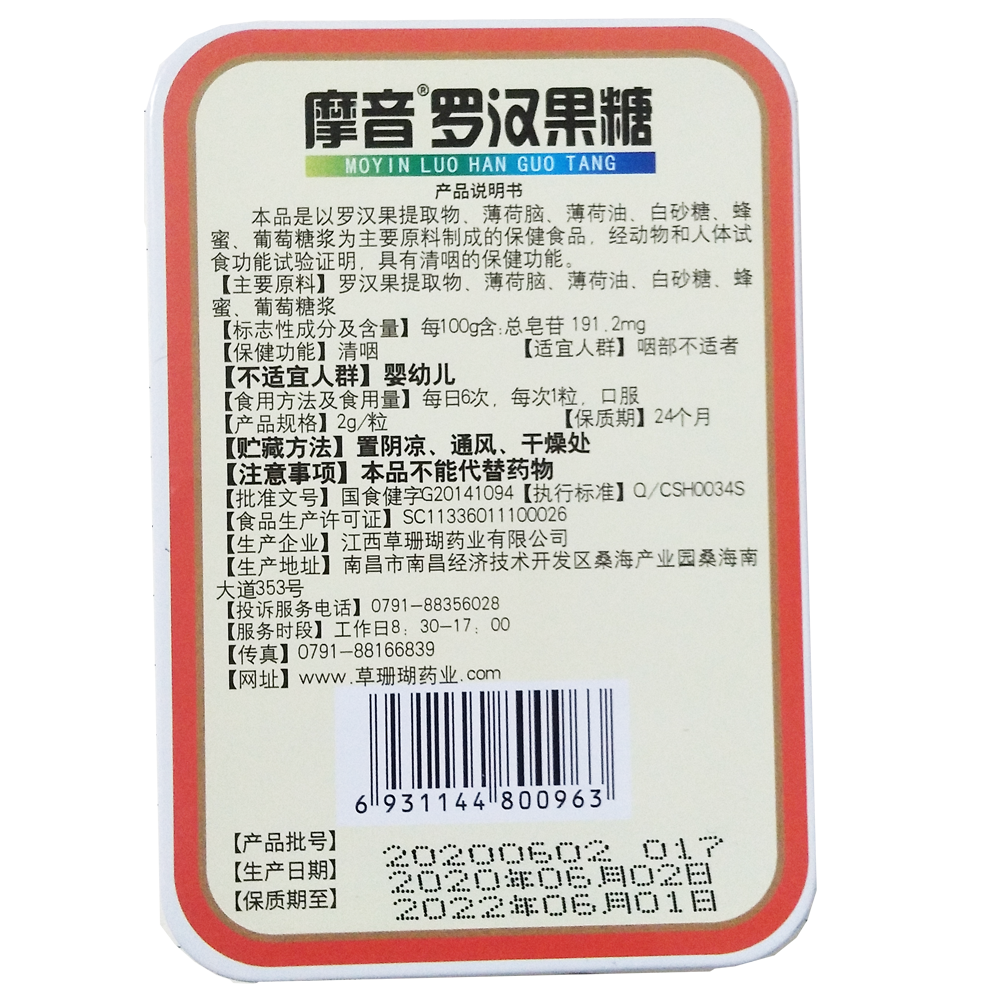 摩音®罗汉果糖
MOYIN LUO HAN GUO TANG
产品说明书
本品是以罗汉果提取物、薄荷脑、薄荷油、白砂糖、蜂
蜜、葡萄糖浆为主要原料制成的保健食品，经动物和人体试
食功能试验证明，具有清咽的保健功能。
【主要原料】罗汉果提取物、薄荷脑、薄荷油、白砂糖、蜂
蜜、葡萄糖浆
【标志性成分及含量】每100g含:总皂苷 191.2mg
【保健功能】清咽 【适宜人群】咽部不适者
【不适宜人群】婴幼儿
【食用方法及食用量】每日6次，每次1粒，口服
【产品规格】2g/粒 【保质期】24个月
【贮藏方法】置阴凉、通风、干燥处
【注意事项】本品不能代替药物
【批准文号】国食健字G20141094【执行标准】Q/CSH0034S
【食品生产许可证】SC11336011100026
【生产企业】江西草珊瑚药业有限公司
【生产地址】南昌市南昌经济技术开发区桑海产业园桑海南
大道353号
【投诉服务电话】0791-88356028
【服务时段】工作日8：30-17：00
【传真】0791-88166839
【网址】www.草珊瑚药业.com
6 931144 800963
【产品批号】 20200602 017
【生产日期】 2020年06月02日
【保质期至】 2022年06月01日